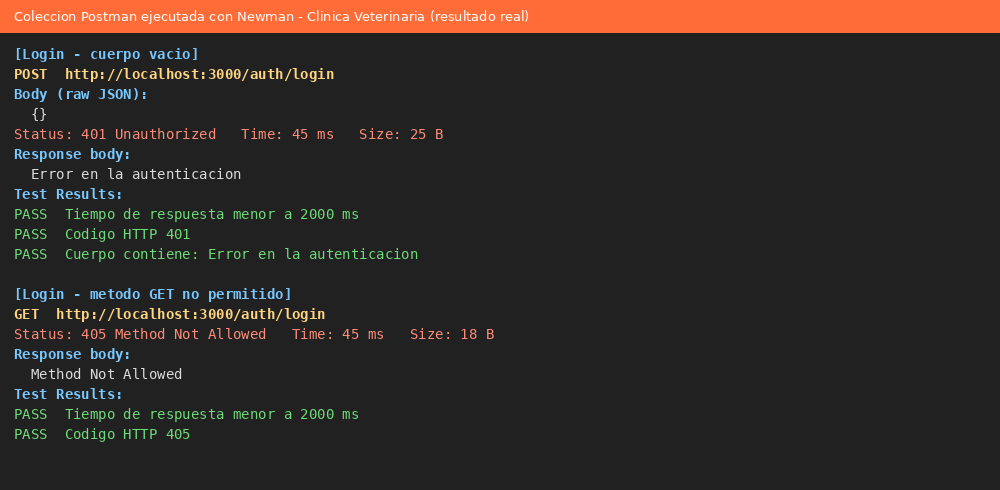 Coleccion Postman ejecutada con Newman - Clinica Veterinaria (resultado real)
[Login - cuerpo vacio]
POST  http://localhost:3000/auth/login
Body (raw JSON):
  {}
Status: 401 Unauthorized   Time: 45 ms   Size: 25 B
Response body:
  Error en la autenticacion
Test Results:
PASS  Tiempo de respuesta menor a 2000 ms
PASS  Codigo HTTP 401
PASS  Cuerpo contiene: Error en la autenticacion
[Login - metodo GET no permitido]
GET  http://localhost:3000/auth/login
Status: 405 Method Not Allowed   Time: 45 ms   Size: 18 B
Response body:
  Method Not Allowed
Test Results:
PASS  Tiempo de respuesta menor a 2000 ms
PASS  Codigo HTTP 405